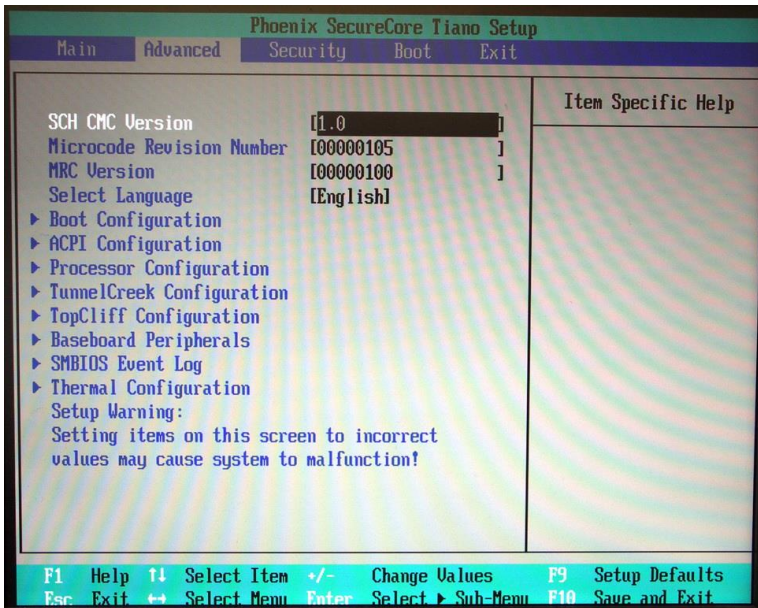 Phoenix SecureCore Tiano Setup
Main Advanced Security Boot Exit
Item Specific Help
SCH CMC Version [1.0 ]
Microcode Revision Number [00000105 ]
MRC Version [00000100 ]
Select Language [English]
▶ Boot Configuration
▶ ACPI Configuration
▶ Processor Configuration
▶ TunnelCreek Configuration
▶ TopCliff Configuration
▶ Baseboard Peripherals
▶ SMBIOS Event Log
▶ Thermal Configuration
Setup Warning:
Setting items on this screen to incorrect
values may cause system to malfunction!
F1 Help ↑↓ Select Item +/- Change Values F9 Setup Defaults
Esc Exit ↔ Select Menu Enter Select ▶ Sub-Menu F10 Save and Exit